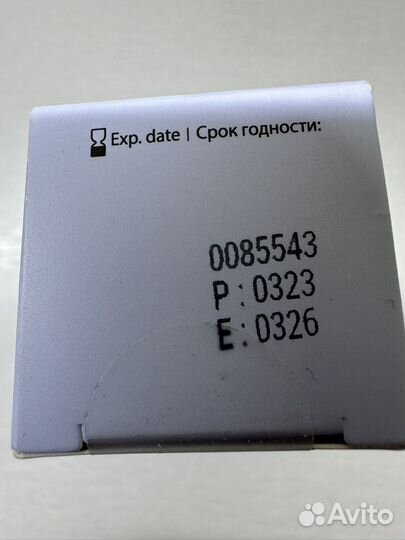 Exp. date | Срок годности:
0085543
P: 0323
E: 0326
Avito